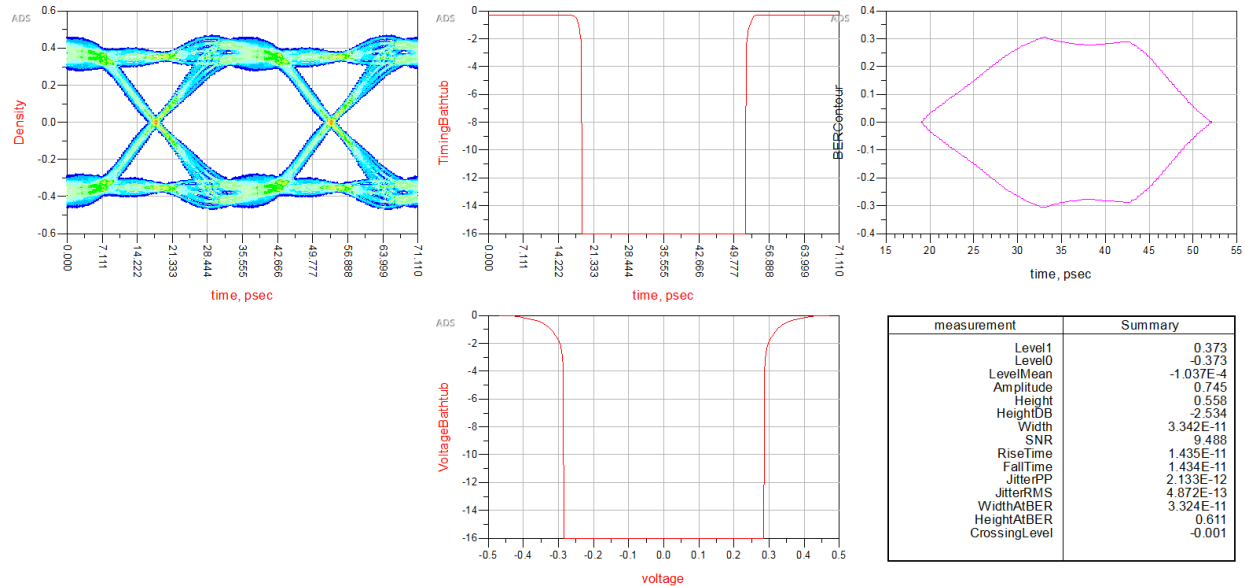 ADS
Density
0.6
0.4
0.2
0.0
-0.2
-0.4
-0.6
0.000
7.111
14.222
21.333
28.444
35.555
42.666
49.777
56.888
63.999
71.110
time, psec
ADS
TimingBathtub
0
-2
-4
-6
-8
-10
-12
-14
-16
0.000
7.111
14.222
21.333
28.444
35.555
42.666
49.777
56.888
63.999
71.110
time, psec
ADS
BERContour
0.4
0.3
0.2
0.1
0.0
-0.1
-0.2
-0.3
-0.4
15
20
25
30
35
40
45
50
55
time, psec
ADS
VoltageBathtub
0
-2
-4
-6
-8
-10
-12
-14
-16
-0.5
-0.4
-0.3
-0.2
-0.1
0.0
0.1
0.2
0.3
0.4
0.5
voltage
measurement Summary
Level1 0.373
Level0 -0.373
LevelMean -1.037E-4
Amplitude 0.745
Height 0.558
HeightDB -2.534
Width 3.342E-11
SNR 9.488
RiseTime 1.435E-11
FallTime 1.434E-11
JitterPP 2.133E-12
JitterRMS 4.872E-13
WidthAtBER 3.324E-11
HeightAtBER 0.611
CrossingLevel -0.001